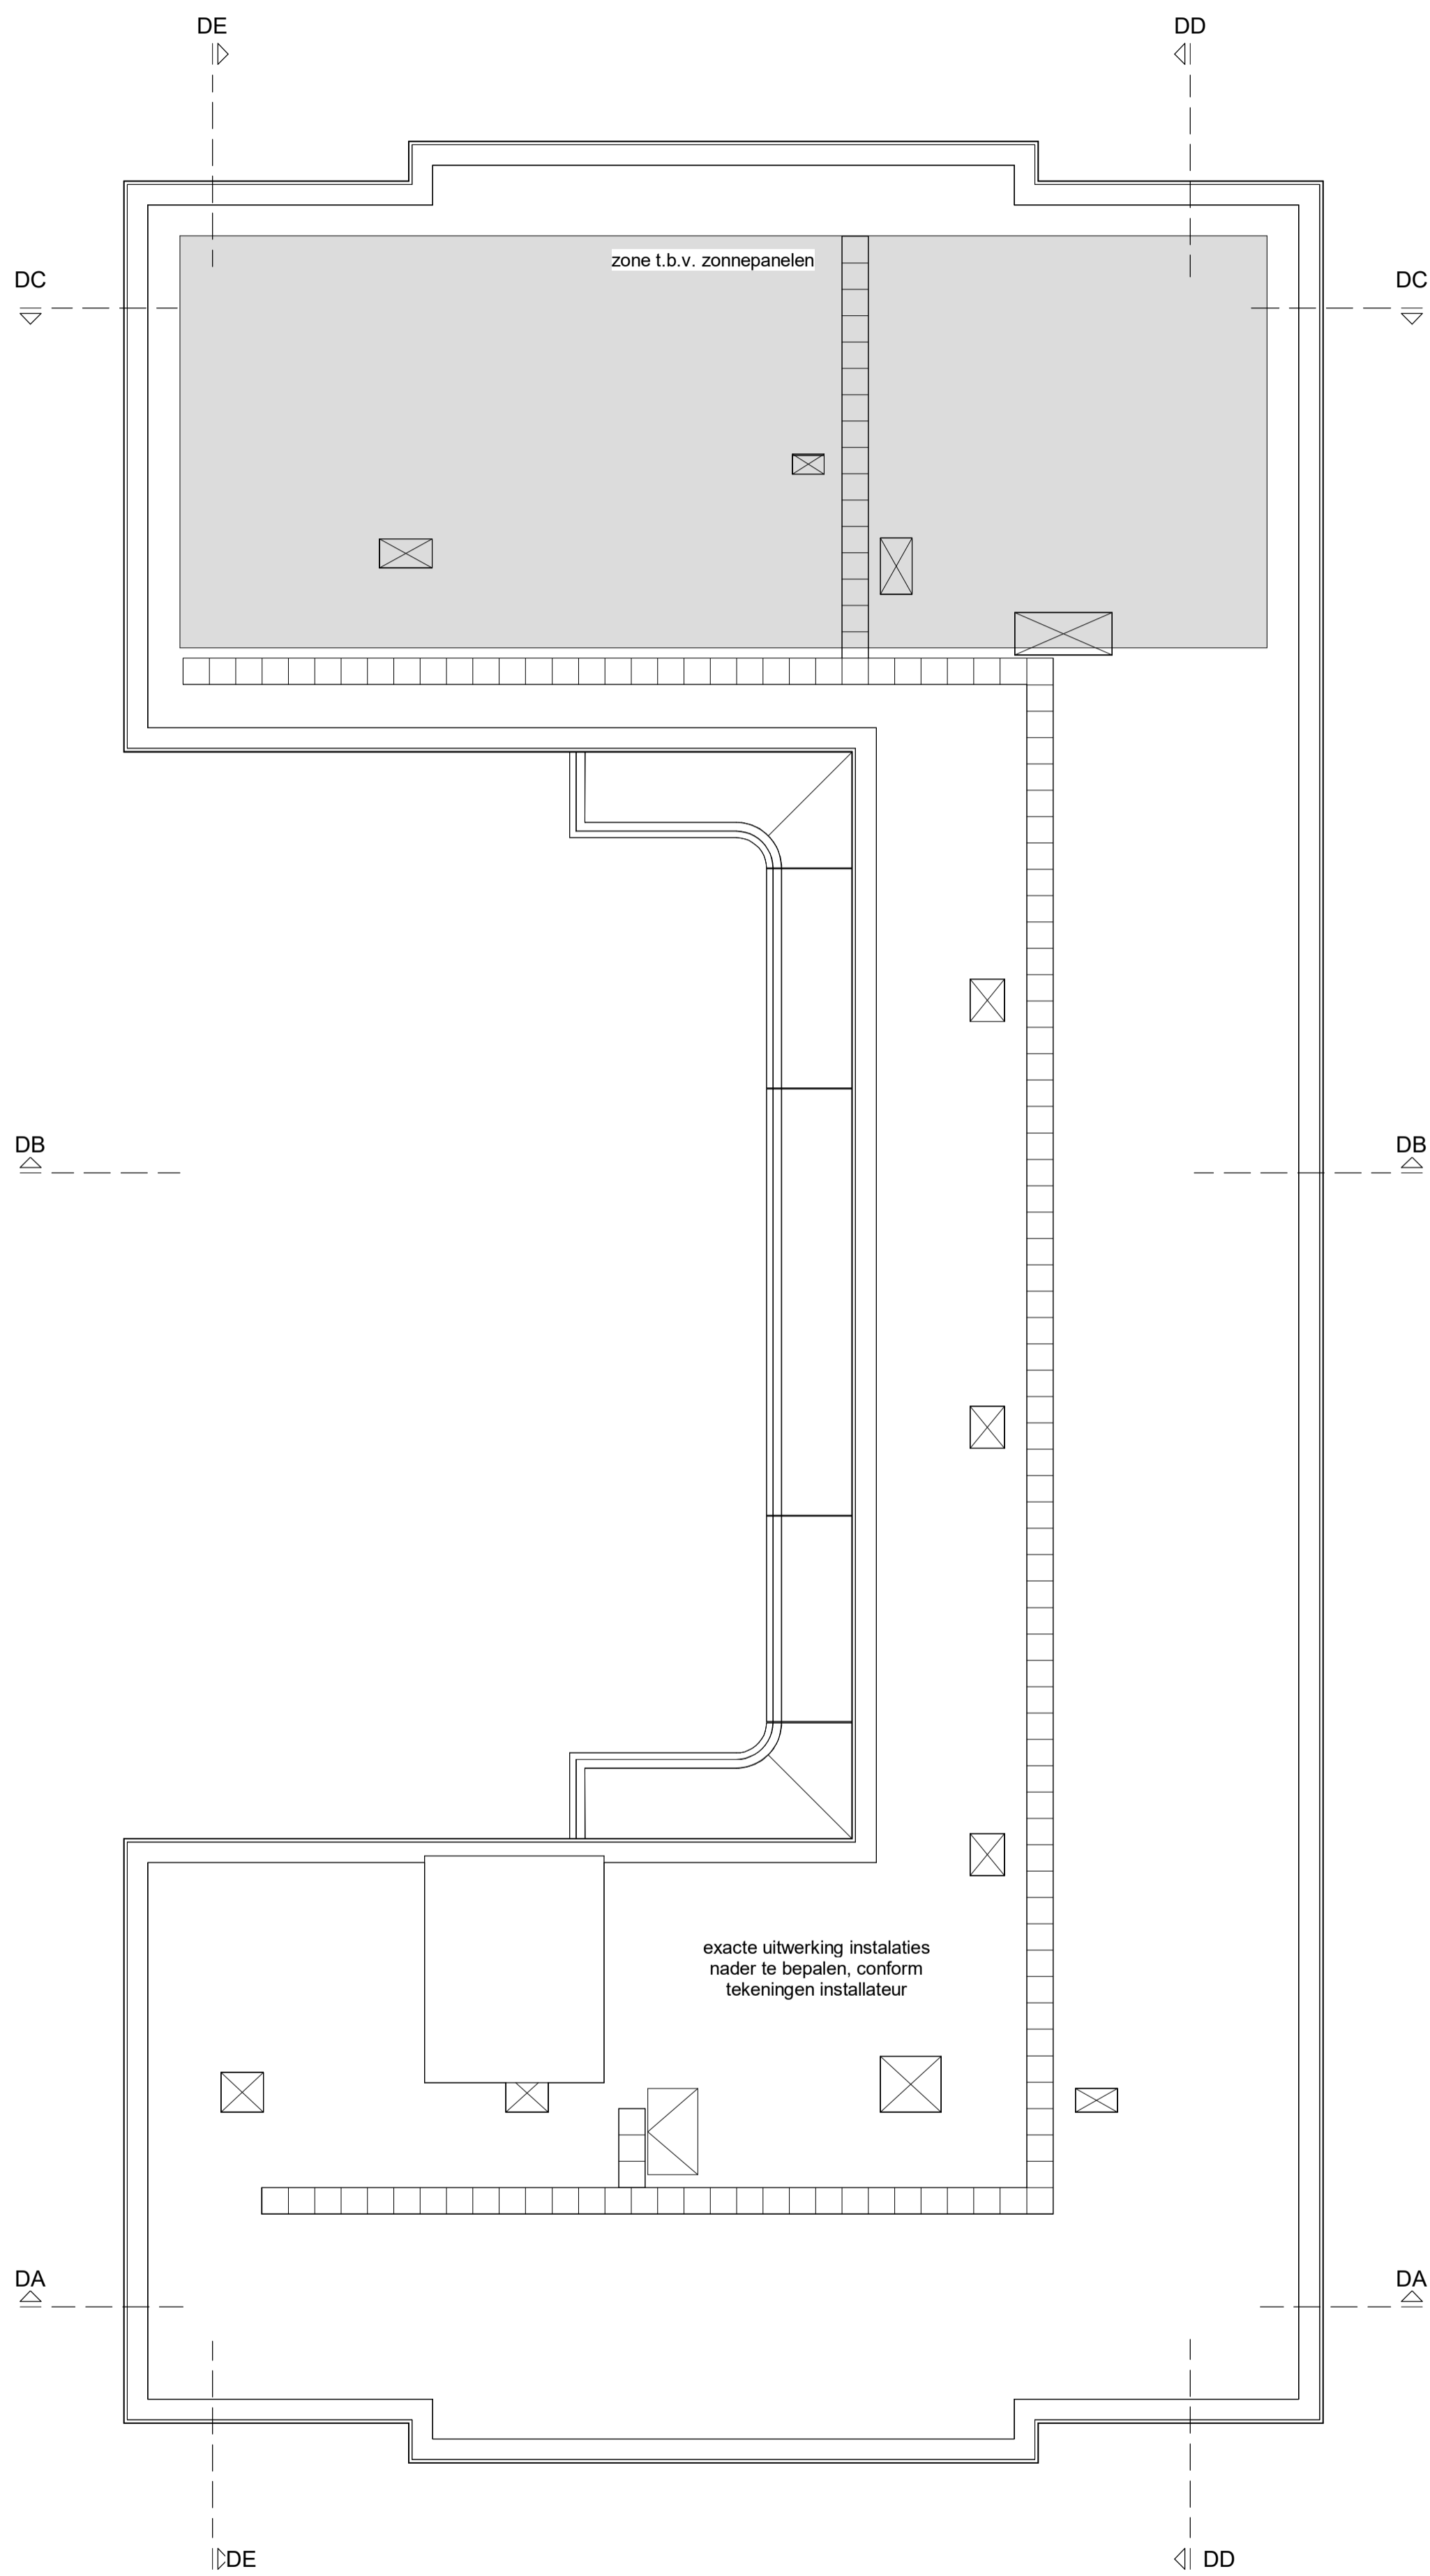 DE
DD
zone t.b.v. zonnepanelen
DC
DC
DB
DB
exacte uitwerking instalaties
nader te bepalen, conform
tekeningen installateur
DA
DA
DE
DD